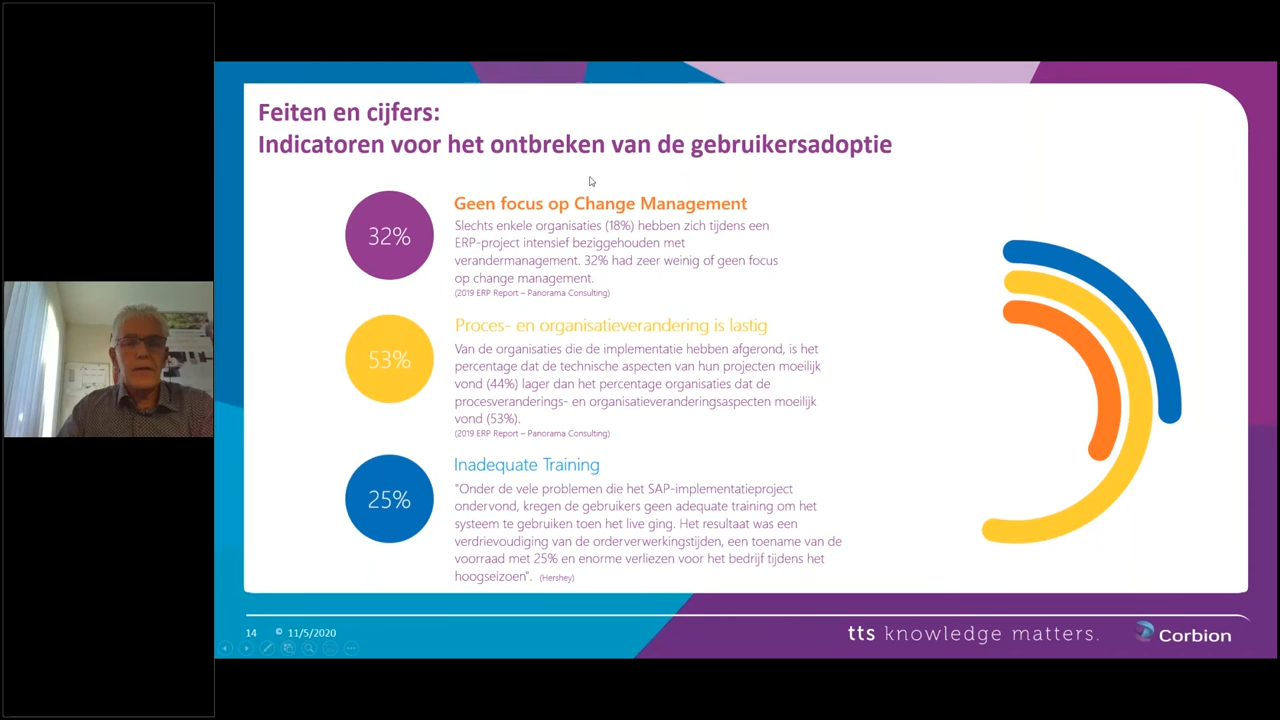 Feiten en cijfers:
Indicatoren voor het ontbreken van de gebruikersadoptie
32%
Geen focus op Change Management
Slechts enkele organisaties (18%) hebben zich tijdens een
ERP-project intensief beziggehouden met
verandermanagement. 32% had zeer weinig of geen focus
op change management.
(2019 ERP Report – Panorama Consulting)
53%
Proces- en organisatieverandering is lastig
Van de organisaties die de implementatie hebben afgerond, is het
percentage dat de technische aspecten van hun projecten moeilijk
vond (44%) lager dan het percentage organisaties dat de
procesveranderings- en organisatieveranderingsaspecten moeilijk
vond (53%).
(2019 ERP Report – Panorama Consulting)
25%
Inadequate Training
"Onder de vele problemen die het SAP-implementatieproject
ondervond, kregen de gebruikers geen adequate training om het
systeem te gebruiken toen het live ging. Het resultaat was een
verdrievoudiging van de orderverwerkingstijden, een toename van de
voorraad met 25% en enorme verliezen voor het bedrijf tijdens het
hoogseizoen". (Hershey)
14 © 11/5/2020
tts knowledge matters.
Corbion